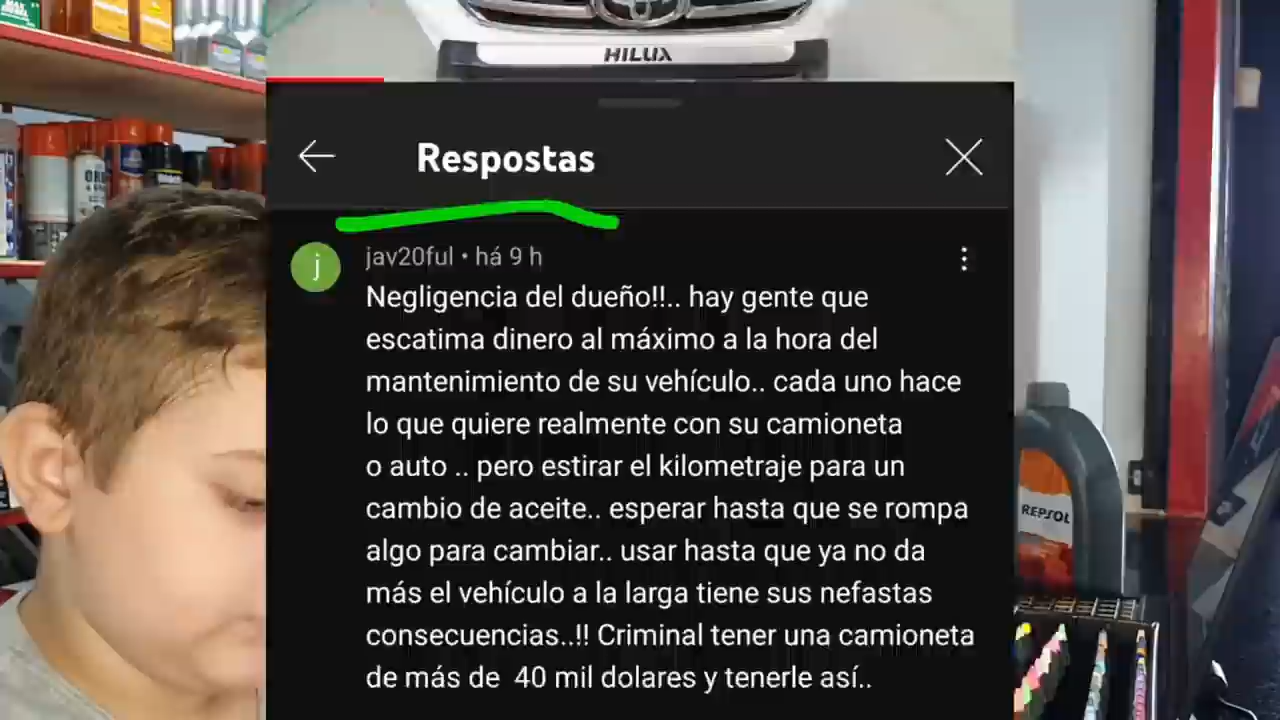 HILUX
Respostas
jav20ful • há 9 h
Negligencia del dueño!!.. hay gente que
escatima dinero al máximo a la hora del
mantenimiento de su vehículo.. cada uno hace
lo que quiere realmente con su camioneta
o auto .. pero estirar el kilometraje para un
cambio de aceite.. esperar hasta que se rompa
algo para cambiar.. usar hasta que ya no da
más el vehículo a la larga tiene sus nefastas
consecuencias..!! Criminal tener una camioneta
de más de 40 mil dolares y tenerle así..
REPSOL